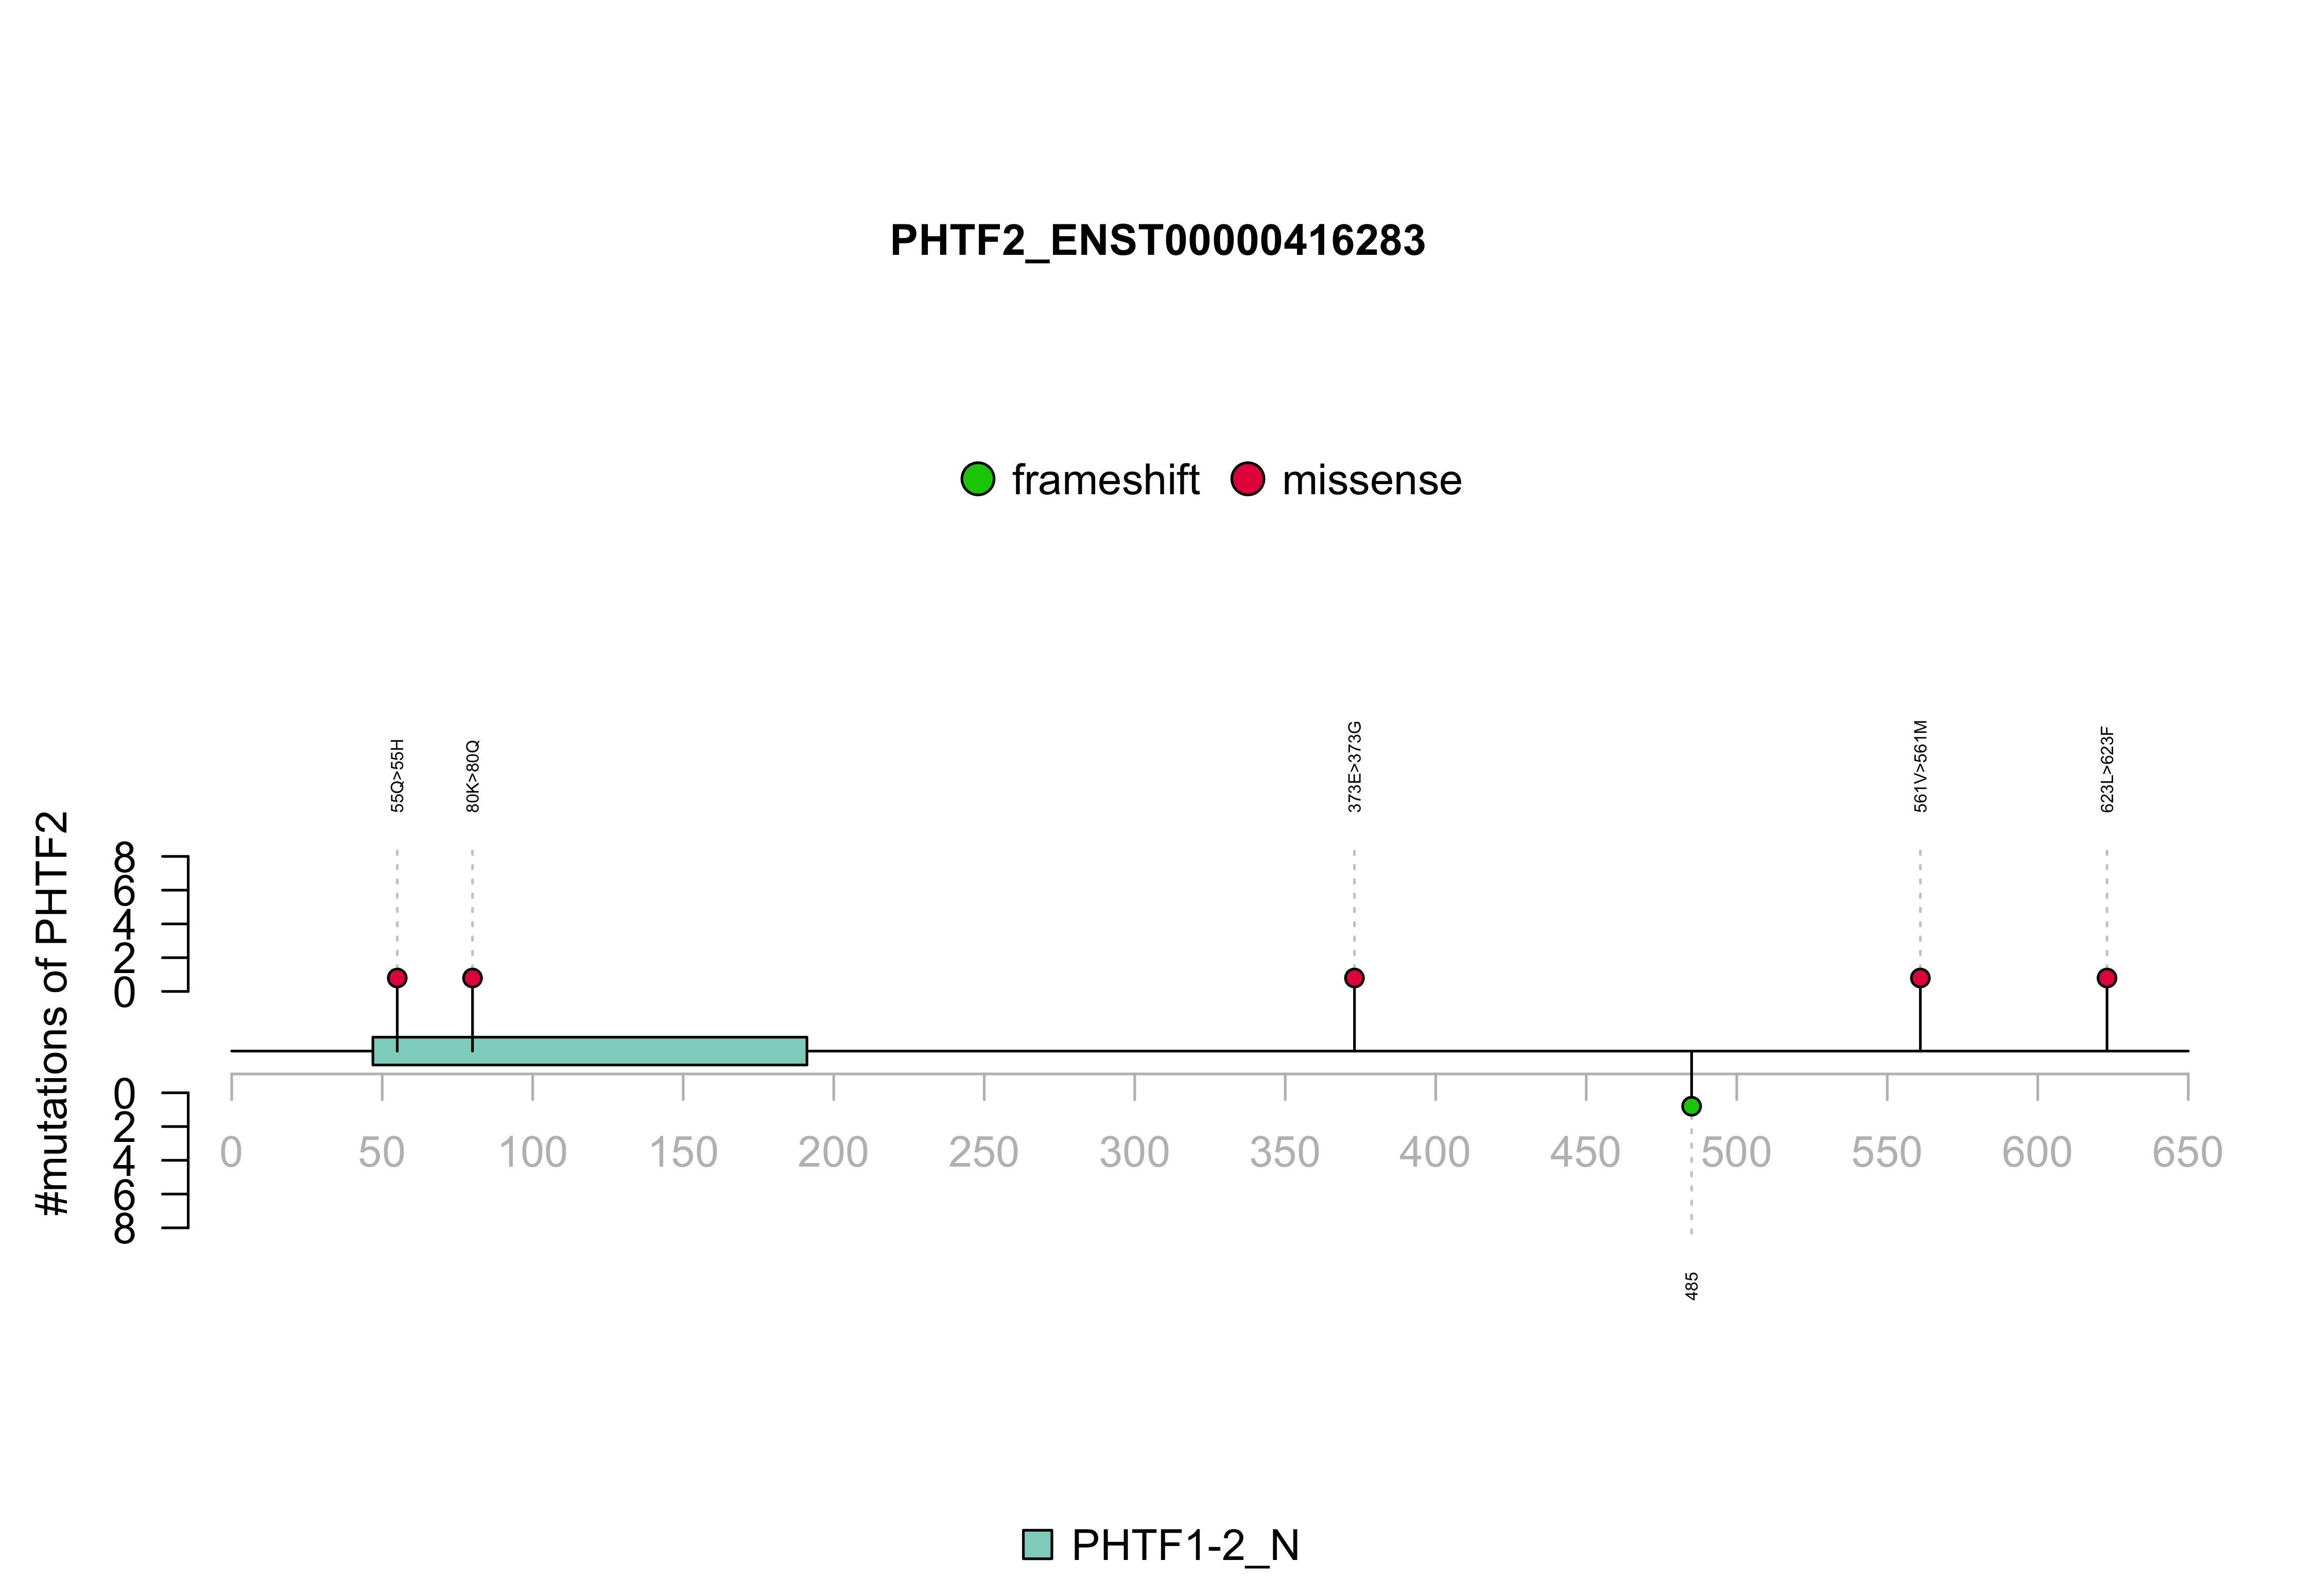 PHTF2_ENST00000416283
frameshift missense
55Q>55H
80K>80Q
373E>373G
561V>561M
623L>623F
#mutations of PHTF2
8
6
4
2
0
0
2
4
6
8
0 50 100 150 200 250 300 350 400 450 500 550 600 650
485
PHTF1-2_N